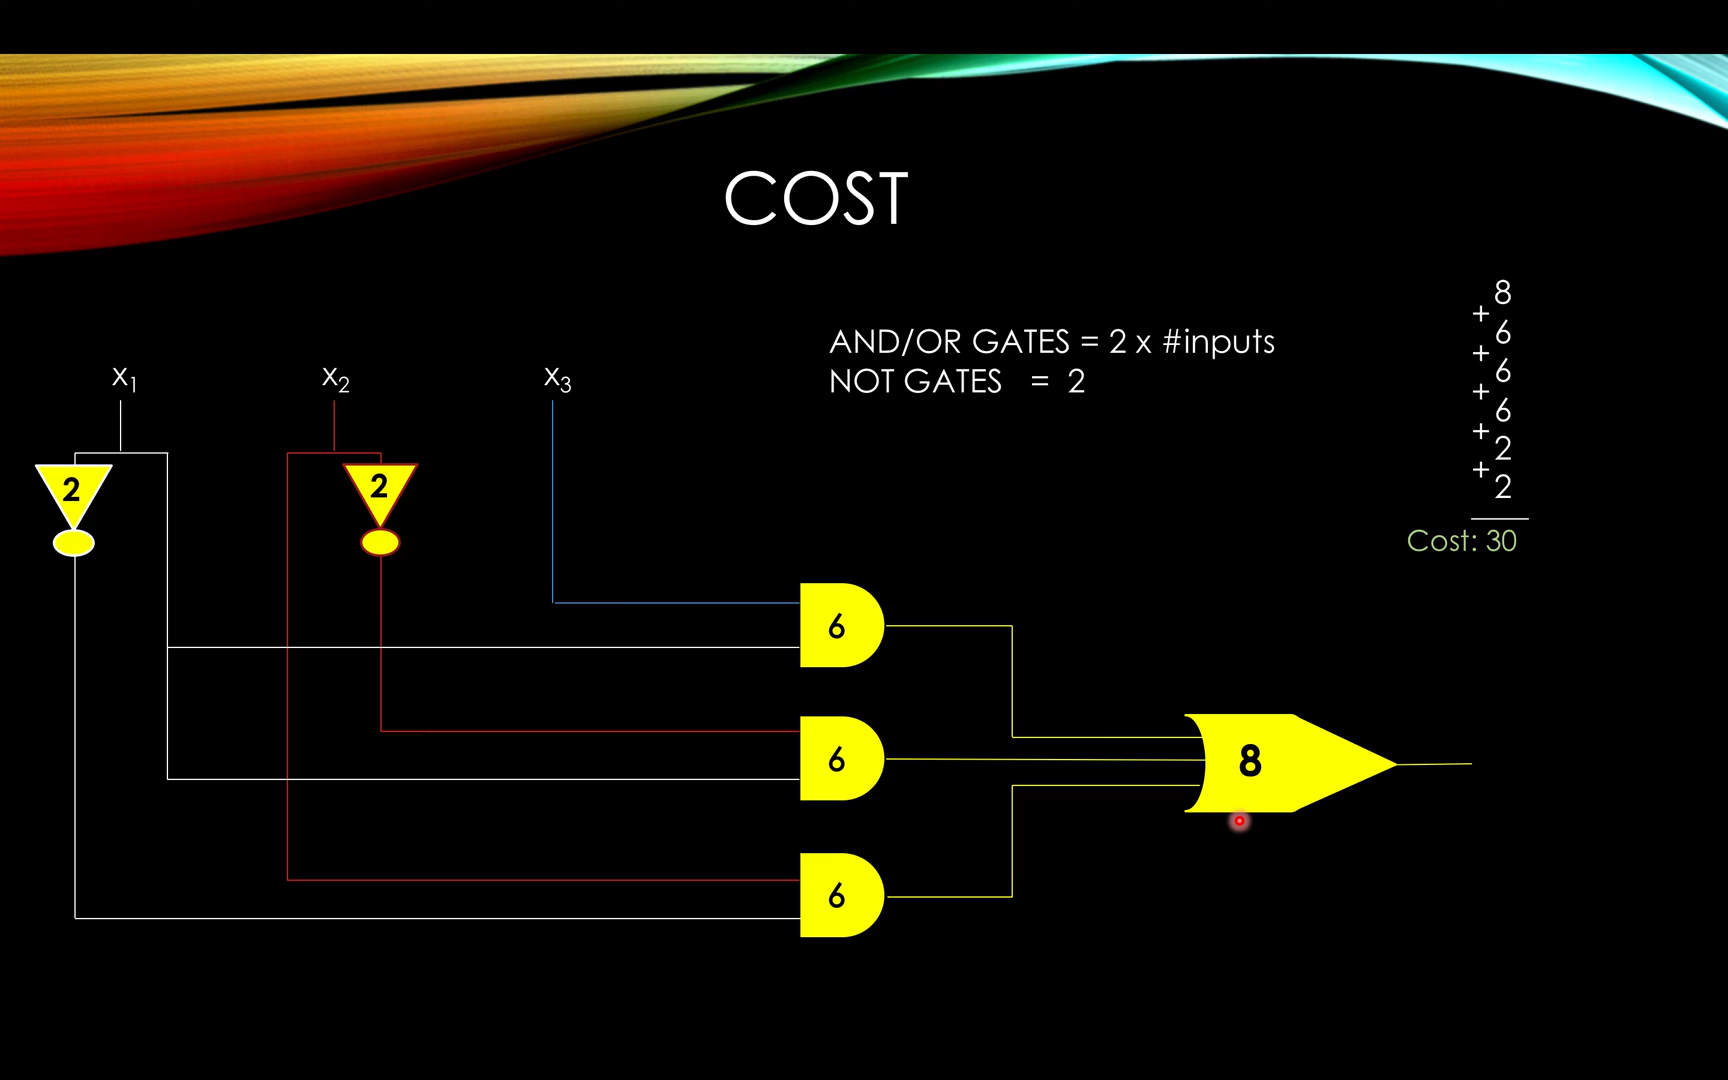 COST
AND/OR GATES = 2 x #inputs
NOT GATES = 2
8
+
6
+
6
+
6
+
2
+
2
Cost: 30
x₁
x₂
x₃
2
2
6
6
8
6